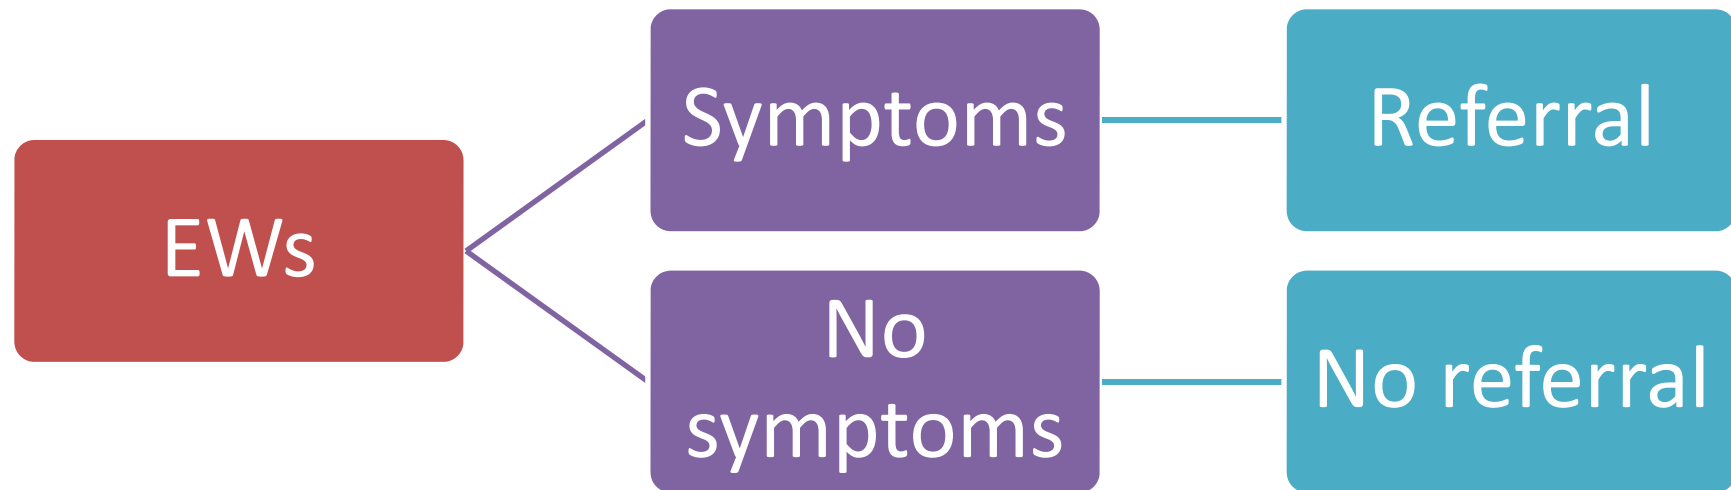 EWs
Symptoms
Referral
No
symptoms
No referral